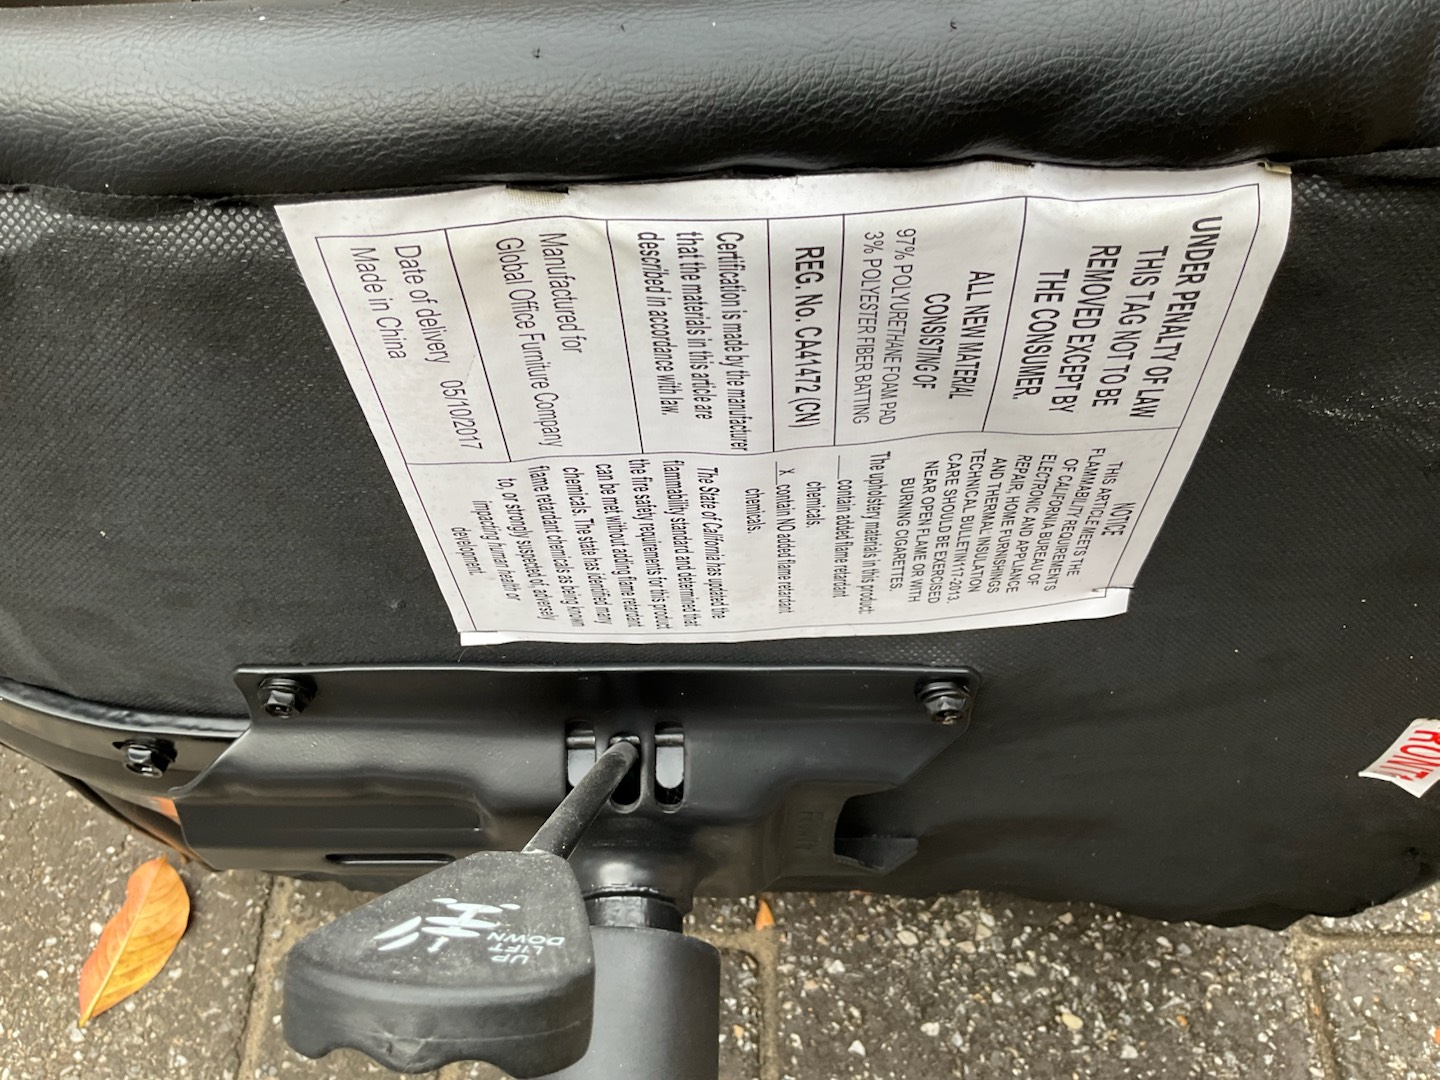 UNDER PENALTY OF LAW
THIS TAG NOT TO BE
REMOVED EXCEPT BY
THE CONSUMER.
ALL NEW MATERIAL
CONSISTING OF
97% POLYURETHANE FOAM PAD
3% POLYESTER FIBER BATTING
REG. No. CA41472 (CN)
Certification is made by the manufacturer
that the materials in this article are
described in accordance with law.
Manufactured for
Global Office Furniture Company
Date of delivery 05/10/2017
Made in China
NOTICE
THIS ARTICLE MEETS THE
FLAMMABILITY REQUIREMENTS
OF CALIFORNIA BUREAU OF
ELECTRONIC AND APPLIANCE
REPAIR, HOME FURNISHINGS
AND THERMAL INSULATION
TECHNICAL BULLETIN117-2013.
CARE SHOULD BE EXERCISED
NEAR OPEN FLAME OR WITH
BURNING CIGARETTES.
The upholstery materials in this product:
__contain added flame retardant
chemicals.
_X_contain NO added flame retardant
chemicals.
The State of California has updated the
flammability standard and determined that
the fire safety requirements for this product
can be met without adding flame retardant
chemicals. The state has identified many
flame retardant chemicals as being known
to, or strongly suspected of, adversely
impacting human health or
development.
UP
LIFT
DOWN
RONT